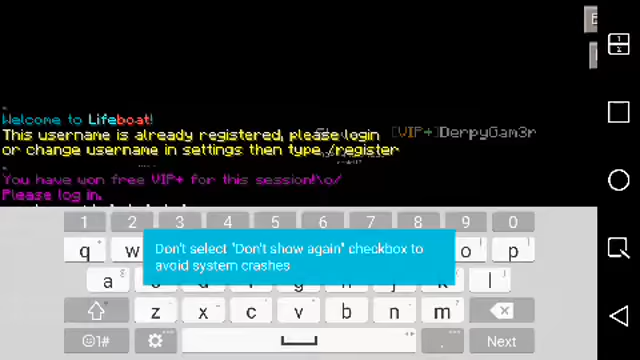 Welcome to Lifeboat!
This username is already registered, please login
or change username in settings then type /register
[VIP+]DerpyGam3r
You have won free VIP+ for this session!\o/
Please log in.
1 2 3 4 5 6 7 8 9 0
q w o p
Don't select "Don't show again" checkbox to
avoid system crashes
a l
z x c v b n m
☺1# . Next